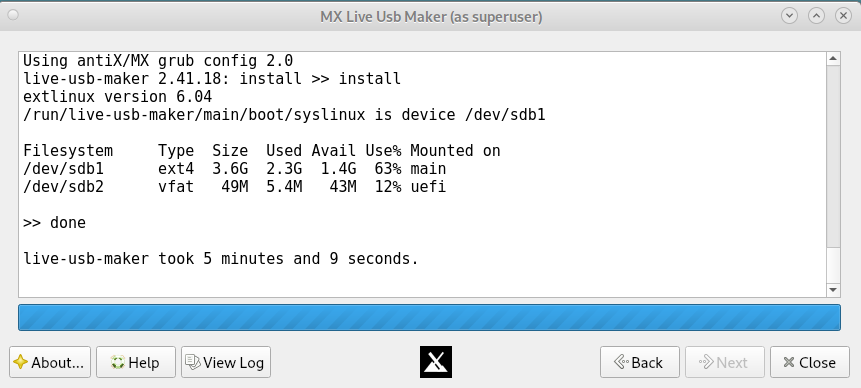 MX Live Usb Maker (as superuser)
Using antiX/MX grub config 2.0
live-usb-maker 2.41.18: install >> install
extlinux version 6.04
/run/live-usb-maker/main/boot/syslinux is device /dev/sdb1
Filesystem     Type  Size  Used Avail Use% Mounted on
/dev/sdb1      ext4  3.6G  2.3G  1.4G  63% main
/dev/sdb2      vfat   49M  5.4M   43M  12% uefi
>> done
live-usb-maker took 5 minutes and 9 seconds.
About... Help View Log Back Next Close